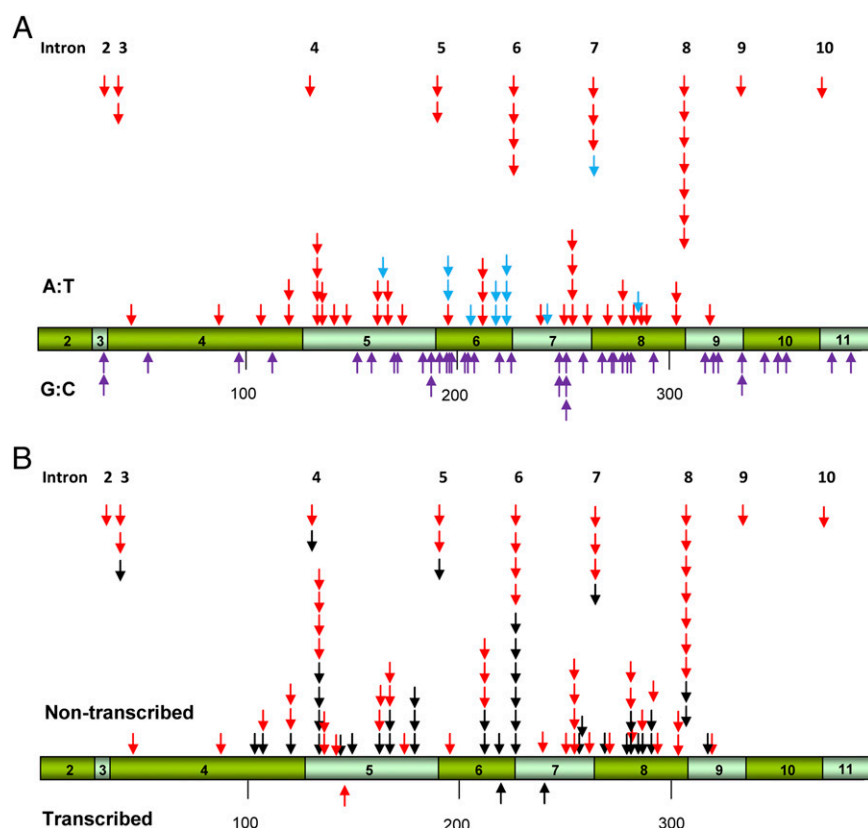 A
Intron 2 3 4 5 6 7 8 9 10
A:T
2 3 4 5 6 7 8 9 10 11
G:C
100 200 300
B
Intron 2 3 4 5 6 7 8 9 10
Non-transcribed
2 3 4 5 6 7 8 9 10 11
Transcribed
100 200 300